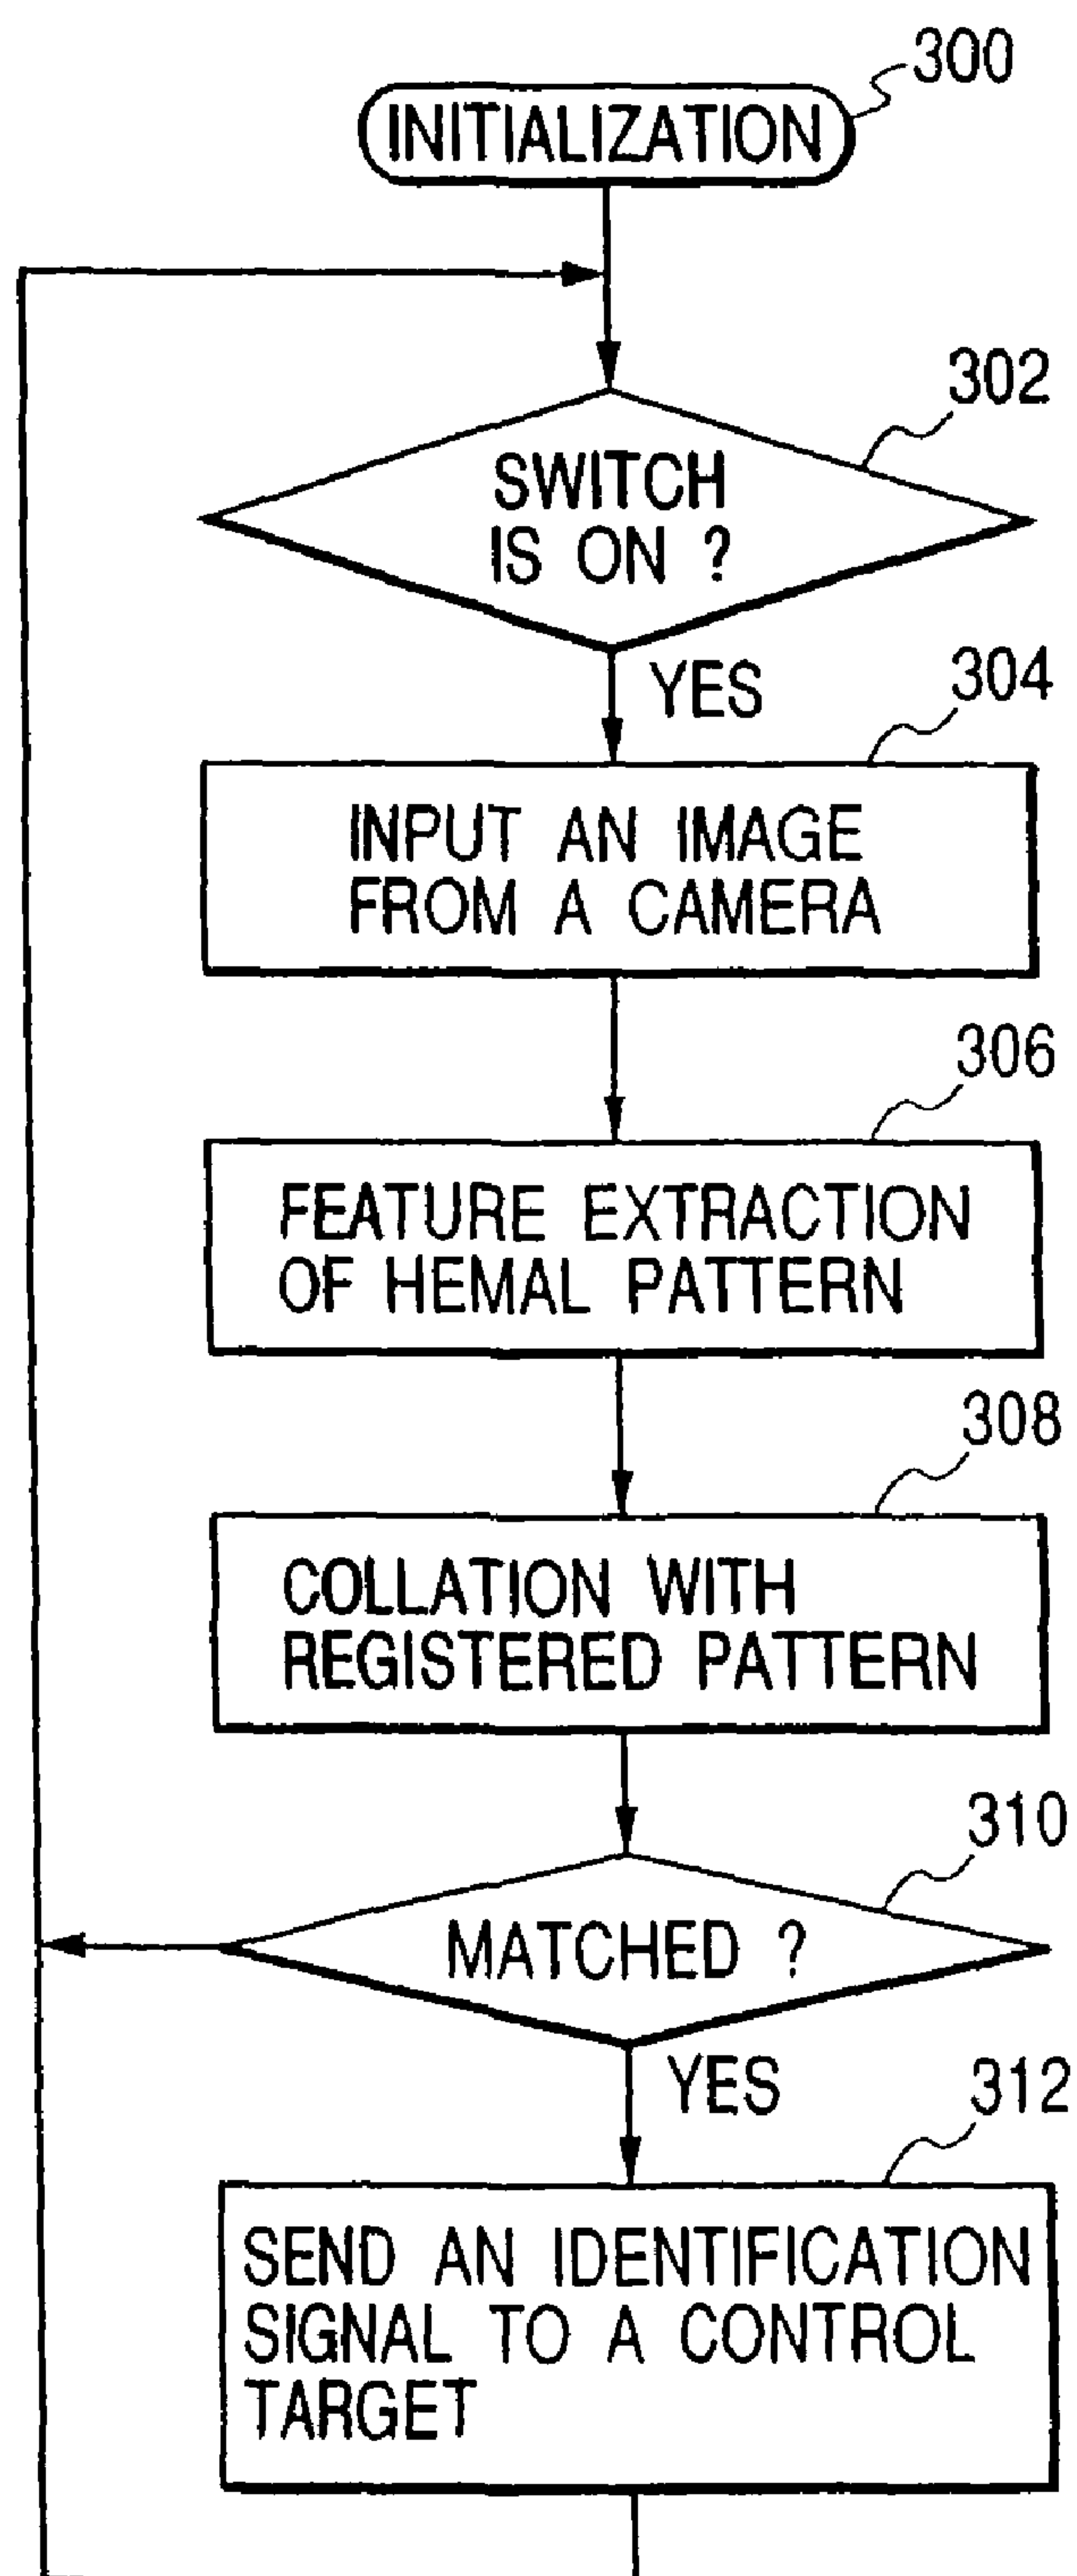 300
INITIALIZATION
302
SWITCH
IS ON ?
YES
304
INPUT AN IMAGE
FROM A CAMERA
306
FEATURE EXTRACTION
OF HEMAL PATTERN
308
COLLATION WITH
REGISTERED PATTERN
310
MATCHED ?
YES
312
SEND AN IDENTIFICATION
SIGNAL TO A CONTROL
TARGET